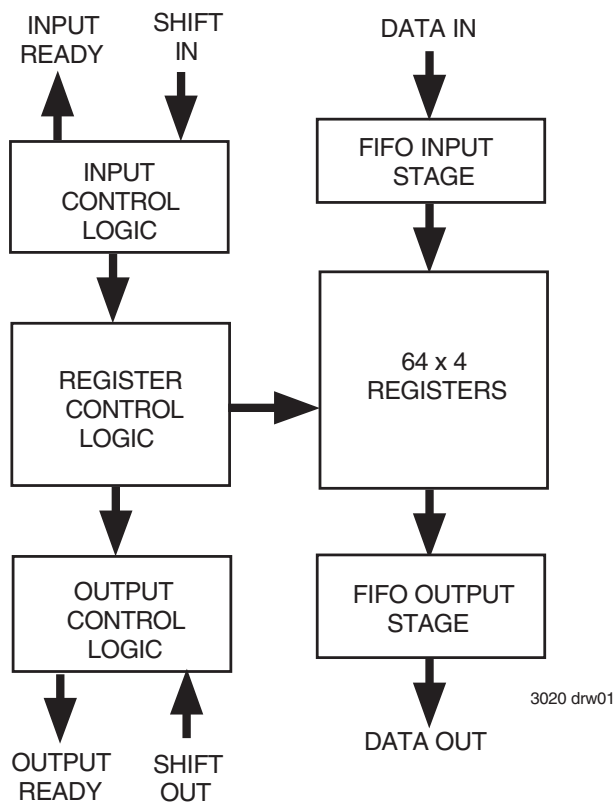 INPUT
READY
SHIFT
IN
DATA IN
INPUT
CONTROL
LOGIC
FIFO INPUT
STAGE
REGISTER
CONTROL
LOGIC
64 x 4
REGISTERS
OUTPUT
CONTROL
LOGIC
FIFO OUTPUT
STAGE
3020 drw01
OUTPUT
READY
SHIFT
OUT
DATA OUT